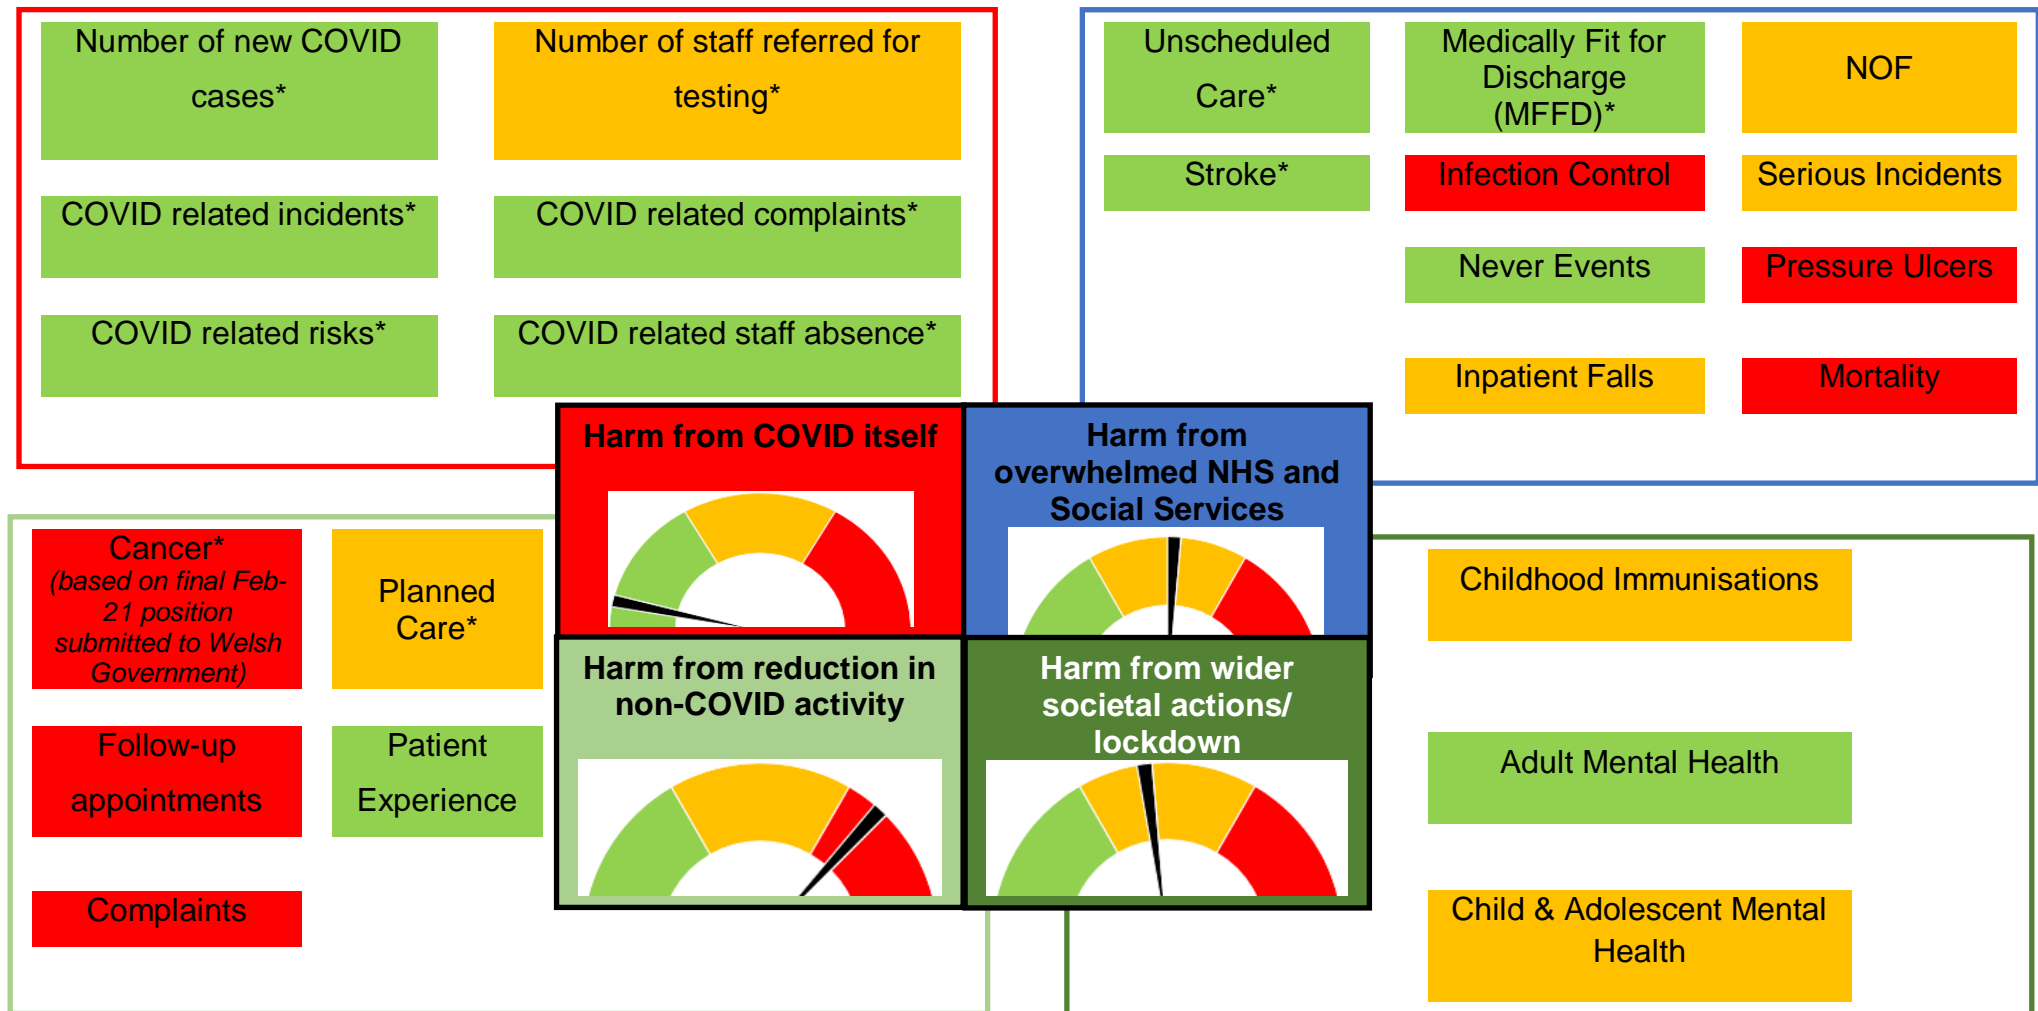 Number of new COVID
cases*
Number of staff referred for
testing*
COVID related incidents*
COVID related complaints*
COVID related risks*
COVID related staff absence*
Unscheduled
Care*
Medically Fit for
Discharge
(MFFD)*
NOF
Stroke*
Infection Control
Serious Incidents
Never Events
Pressure Ulcers
Inpatient Falls
Mortality
Harm from COVID itself
Harm from
overwhelmed NHS and
Social Services
Cancer*
(based on final Feb-
21 position
submitted to Welsh
Government)
Planned
Care*
Follow-up
appointments
Patient
Experience
Complaints
Harm from reduction in
non-COVID activity
Harm from wider
societal actions/
lockdown
Childhood Immunisations
Adult Mental Health
Child & Adolescent Mental
Health